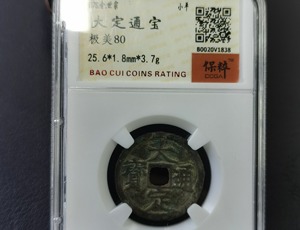 大定通宝
极美80
25.6*1.8mm*3.7g
BAO CUI COINS RATING
B002DV1838
保粹
大定通寶